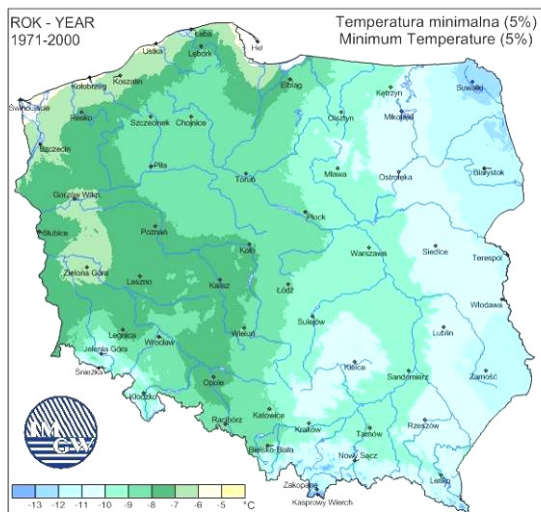 ROK - YEAR
1971-2000
Temperatura minimalna (5%)
Minimum Temperature (5%)
Łeba
Hel
Ustka
Lębork
Koszalin
Kołobrzeg
Elbląg
Kętrzyn
Suwałki
Świnoujście
Resko
Szczecinek
Chojnice
Olsztyn
Mikołajki
Szczecin
Piła
Toruń
Mława
Ostrołęka
Białystok
Gorzów Wlkp.
Płock
Słubice
Poznań
Koło
Warszawa
Siedlce
Terespol
Zielona Góra
Leszno
Kalisz
Łódź
Włodawa
Sulejów
Legnica
Wrocław
Wieluń
Lublin
Jelenia Góra
Śnieżka
Kielce
Sandomierz
Zamość
Opole
Kłodzko
Racibórz
Katowice
Kraków
Tarnów
Rzeszów
Bielsko-Biała
Nowy Sącz
Lesko
Zakopane
Kasprowy Wierch
IMGW
-13 -12 -11 -10 -9 -8 -7 -6 -5 °C